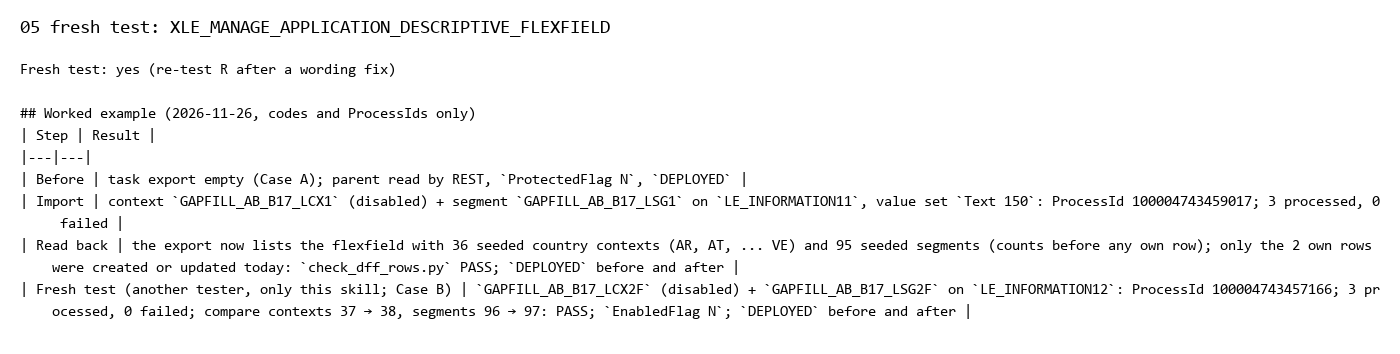 05 fresh test: XLE_MANAGE_APPLICATION_DESCRIPTIVE_FLEXFIELD
Fresh test: yes (re-test R after a wording fix)
## Worked example (2026-11-26, codes and ProcessIds only)
| Step | Result |
|---|---|
| Before | task export empty (Case A); parent read by REST, `ProtectedFlag N`, `DEPLOYED` |
| Import | context `GAPFILL_AB_B17_LCX1` (disabled) + segment `GAPFILL_AB_B17_LSG1` on `LE_INFORMATION11`, value set `Text 150`: ProcessId 100004743459017; 3 processed, 0
failed |
| Read back | the export now lists the flexfield with 36 seeded country contexts (AR, AT, ... VE) and 95 seeded segments (counts before any own row); only the 2 own rows
were created or updated today: `check_dff_rows.py` PASS; `DEPLOYED` before and after |
| Fresh test (another tester, only this skill; Case B) | `GAPFILL_AB_B17_LCX2F` (disabled) + `GAPFILL_AB_B17_LSG2F` on `LE_INFORMATION12`: ProcessId 100004743457166; 3 pr
ocessed, 0 failed; compare contexts 37 → 38, segments 96 → 97: PASS; `EnabledFlag N`; `DEPLOYED` before and after |